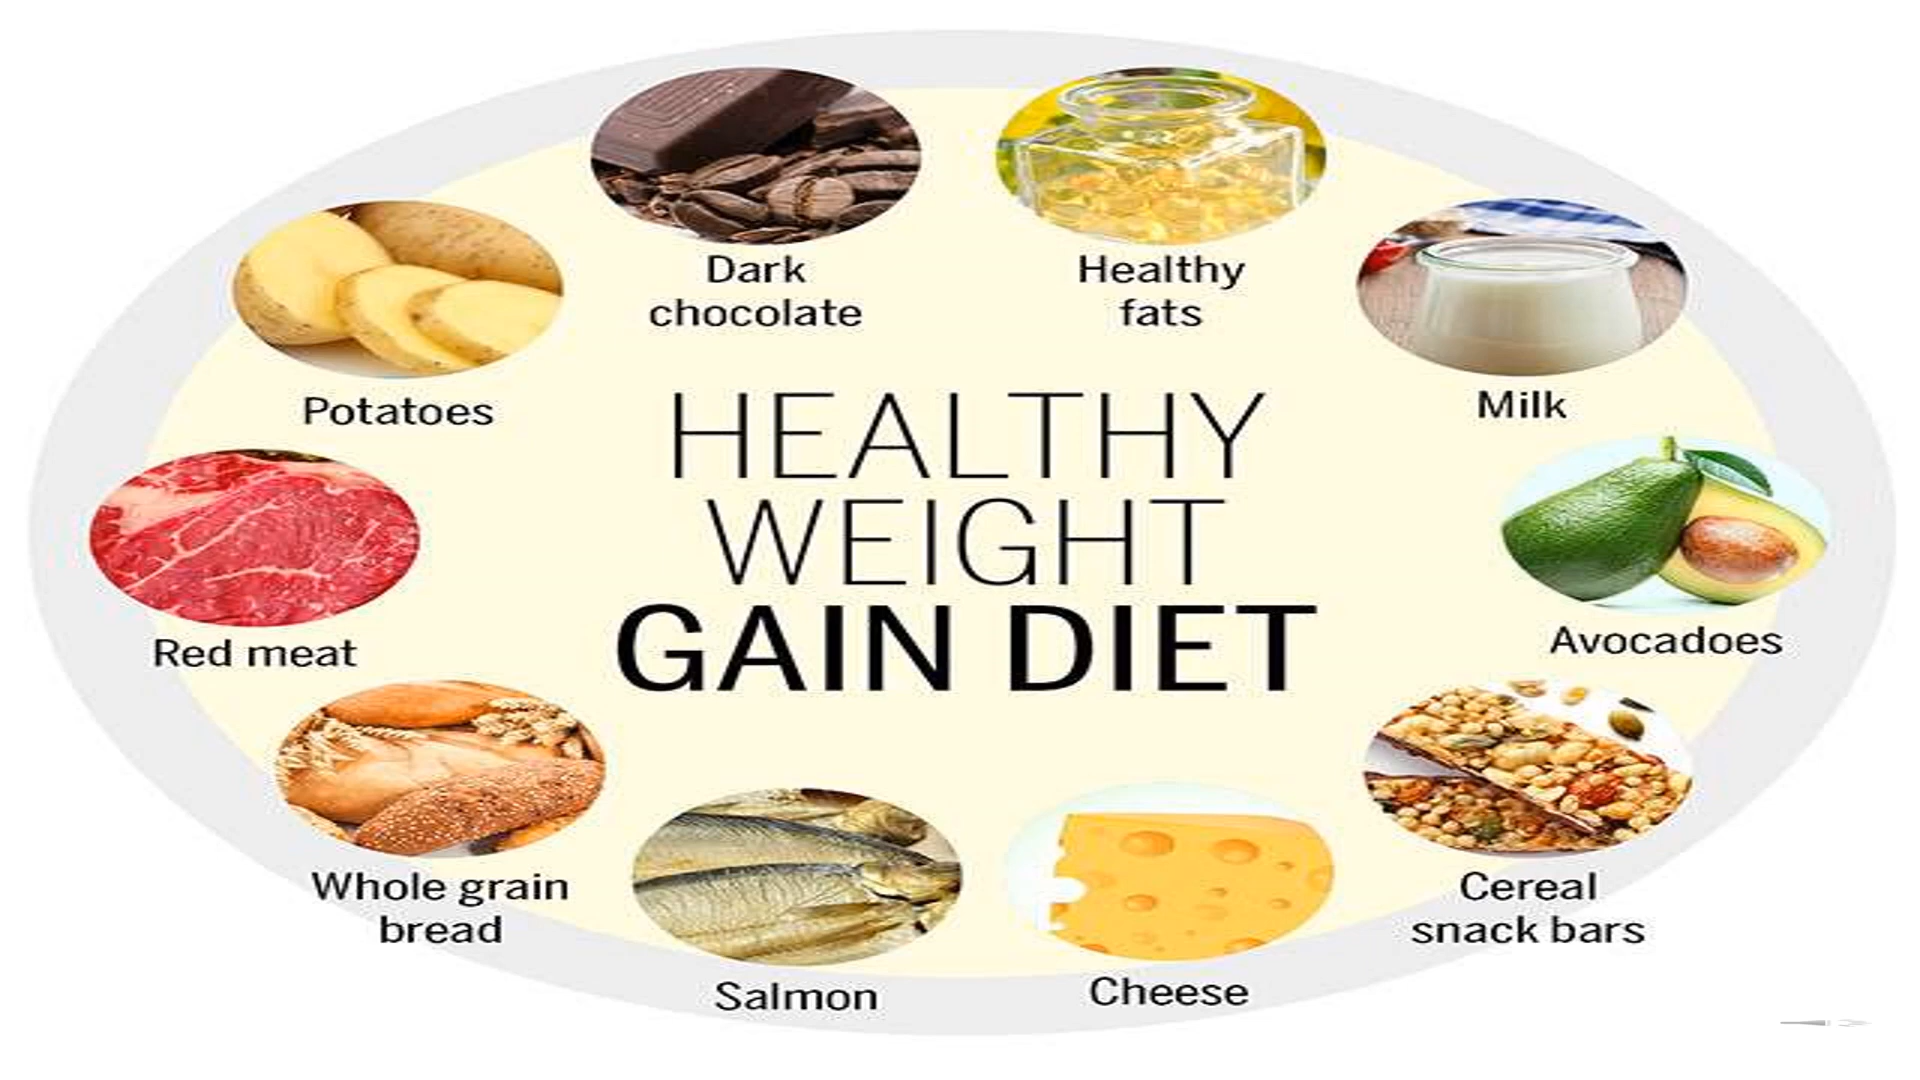 Dark
chocolate
Healthy
fats
Potatoes
Milk
HEALTHY
WEIGHT
GAIN DIET
Red meat
Avocadoes
Whole grain
bread
Cereal
snack bars
Salmon
Cheese